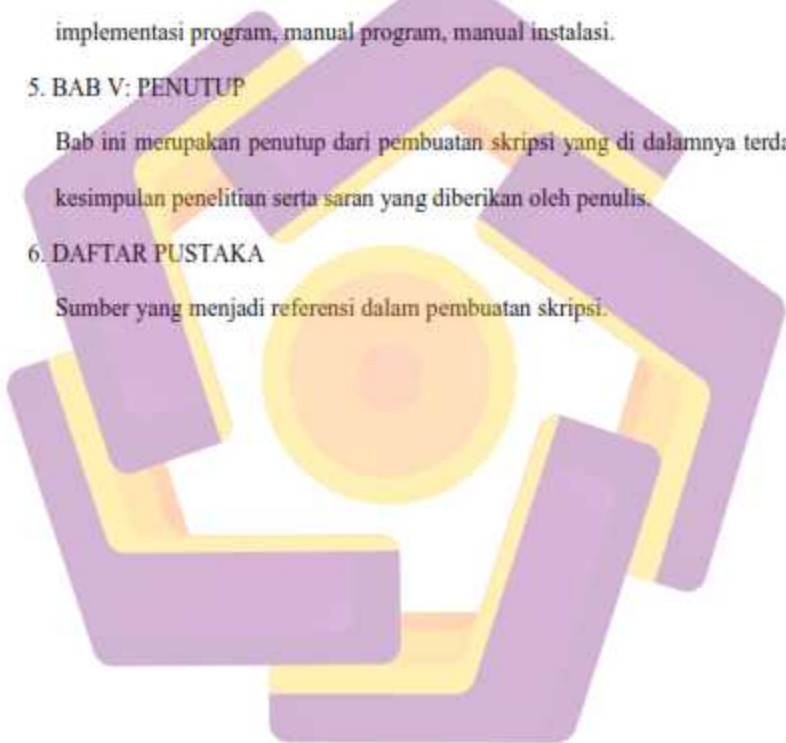 implementasi program, manual program, manual instalasi.
5. BAB V: PENUTUP
Bab ini merupakan penutup dari pembuatan skripsi yang di dalamnya terda
kesimpulan penelitian serta saran yang diberikan oleh penulis.
6. DAFTAR PUSTAKA
Sumber yang menjadi referensi dalam pembuatan skripsi.